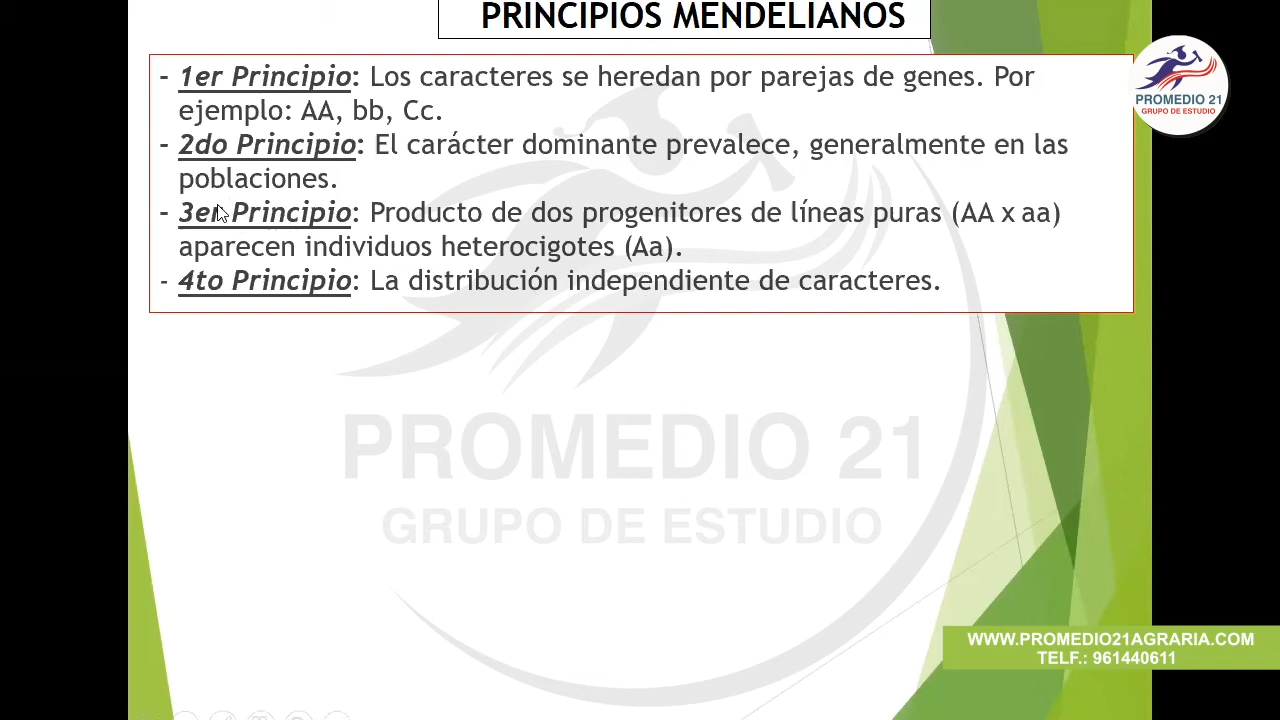 PRINCIPIOS MENDELIANOS
- 1er Principio: Los caracteres se heredan por parejas de genes. Por
ejemplo: AA, bb, Cc.
- 2do Principio: El carácter dominante prevalece, generalmente en las
poblaciones.
- 3er Principio: Producto de dos progenitores de líneas puras (AA x aa)
aparecen individuos heterocigotes (Aa).
- 4to Principio: La distribución independiente de caracteres.
PROMEDIO 21
GRUPO DE ESTUDIO
PROMEDIO 21
GRUPO DE ESTUDIO
WWW.PROMEDIO21AGRARIA.COM
TELF.: 961440611